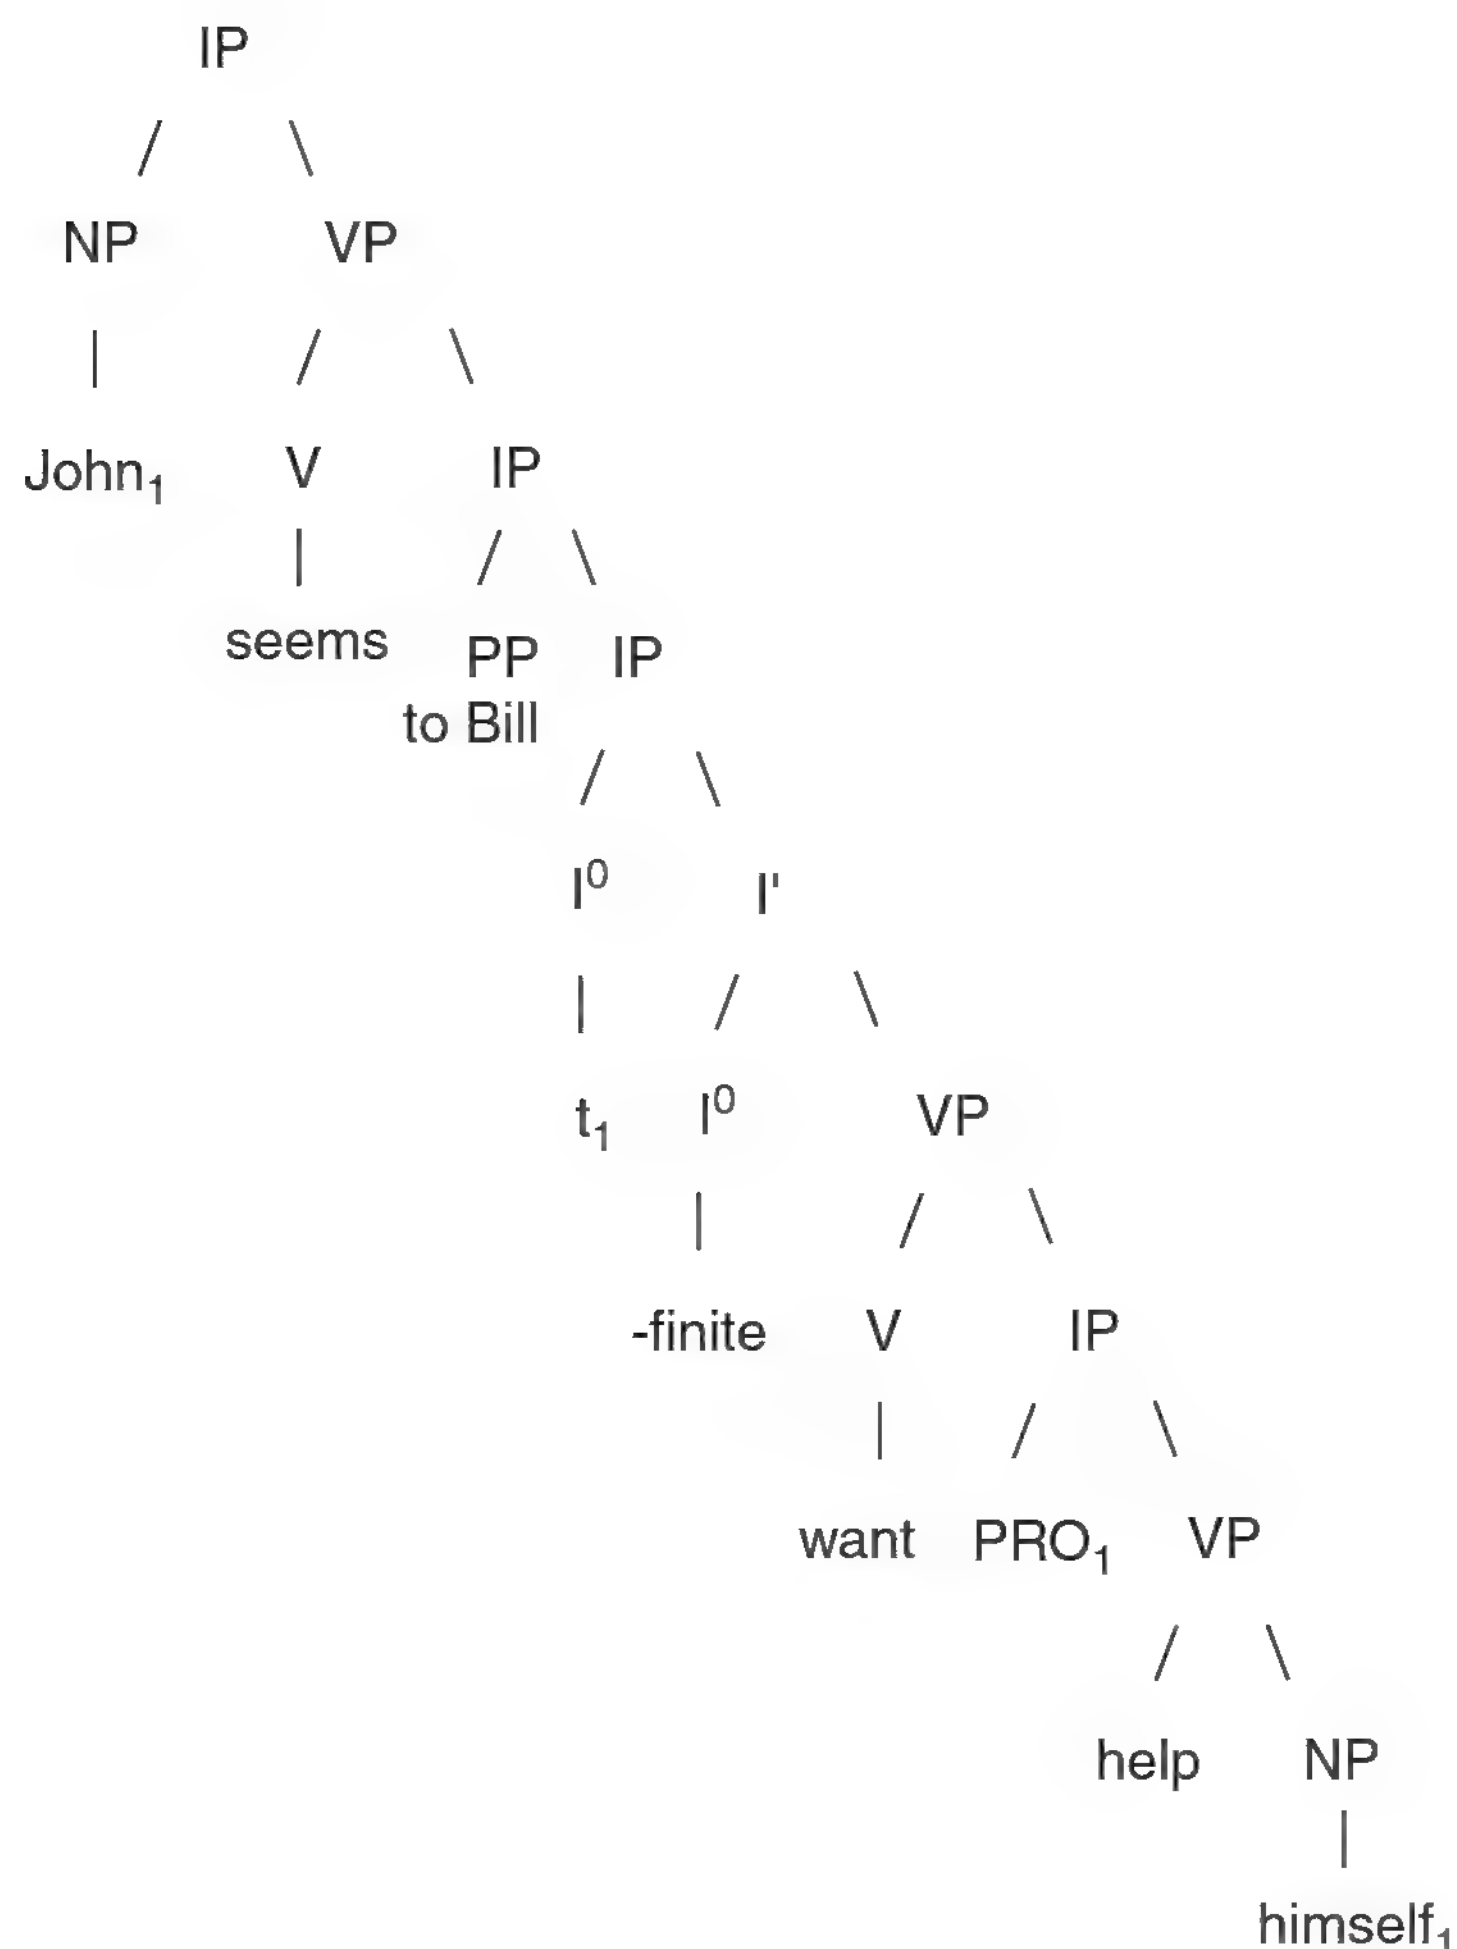 IP
NP VP
John₁ V IP
seems PP IP
to Bill
I⁰ I'
t₁ I⁰ VP
-finite V IP
want PRO₁ VP
help NP
himself₁